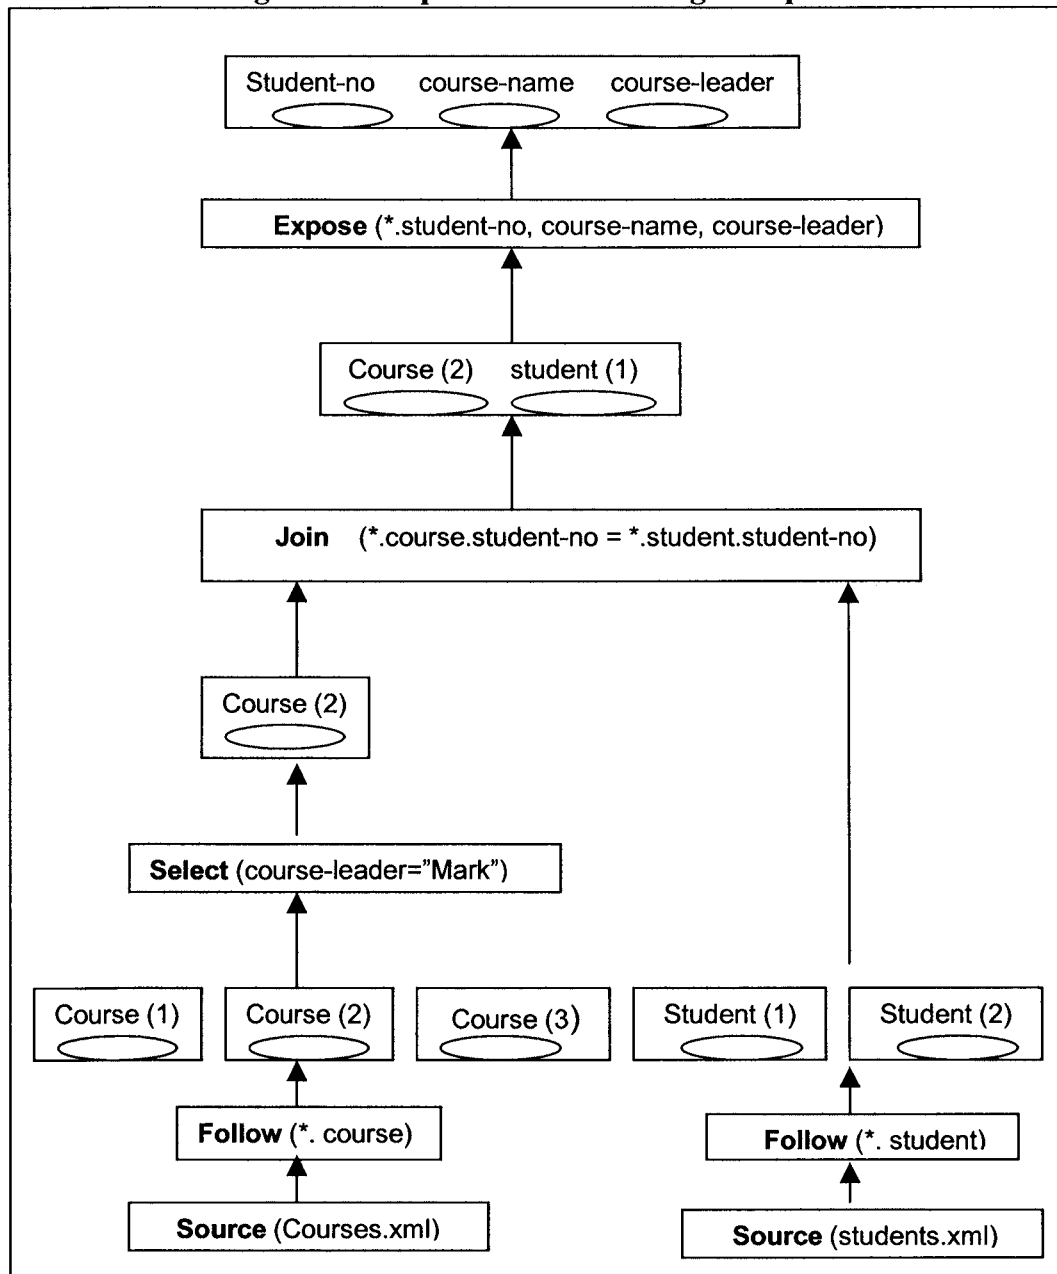 Student-no course-name course-leader
Expose (*.student-no, course-name, course-leader)
Course (2) student (1)
Join (*.course.student-no = *.student.student-no)
Course (2)
Select (course-leader="Mark")
Course (1) Course (2) Course (3) Student (1) Student (2)
Follow (*. course) Follow (*. student)
Source (Courses.xml) Source (students.xml)